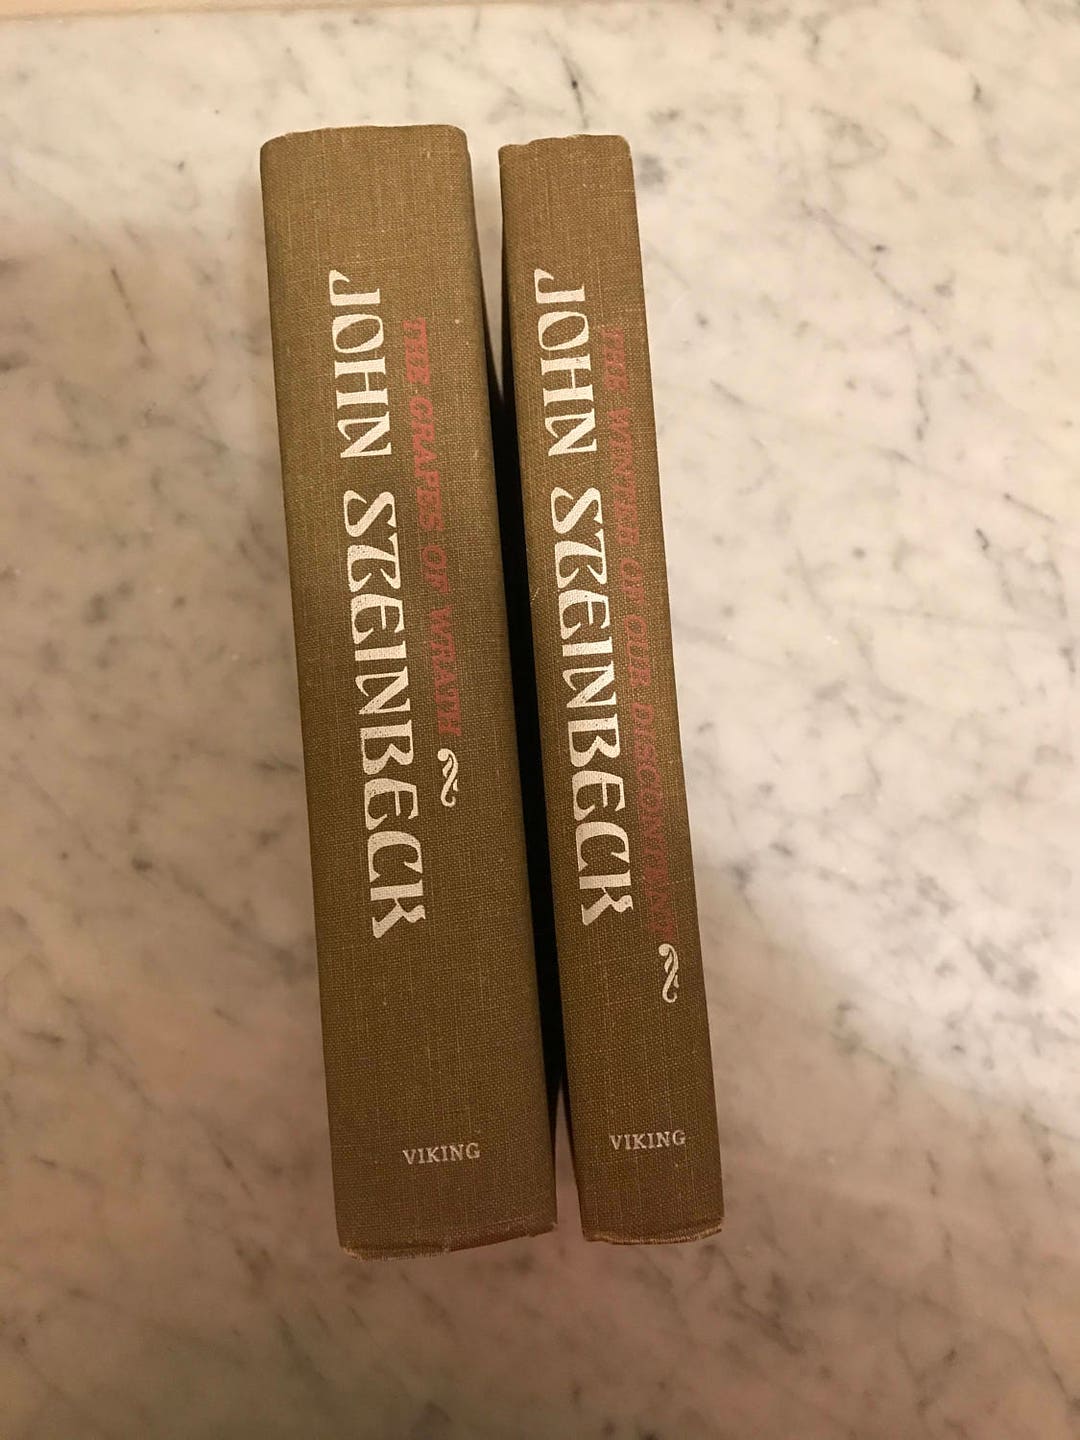 JOHN STEINBECK
THE GRAPES OF WRATH
VIKING
JOHN STEINBECK
THE WINTER OF OUR DISCONTENT
VIKING